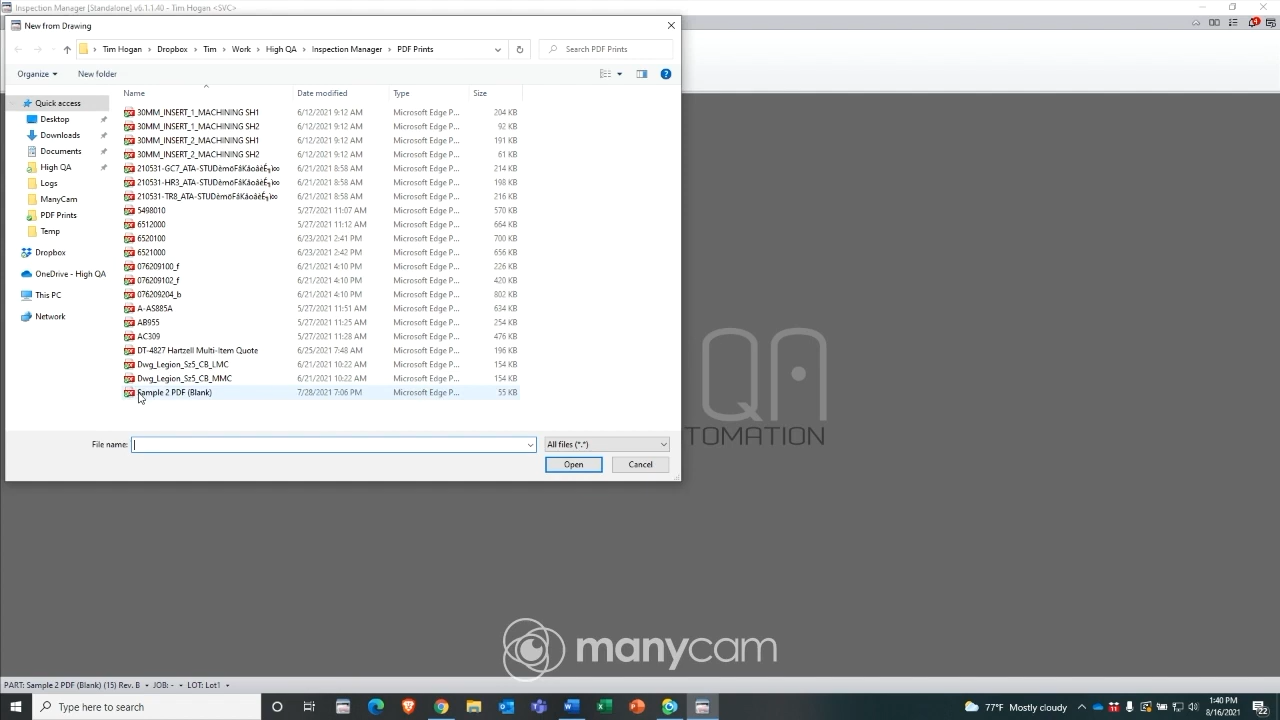 Inspection Manager [Standalone] v6.1.1.40 - Tim Hogan <SVC>
New from Drawing
Tim Hogan > Dropbox > Tim > Work > High QA > Inspection Manager > PDF Prints
Search PDF Prints
Organize
New folder
Name Date modified Type Size
Quick access
Desktop
Downloads
Documents
High QA
Logs
ManyCam
PDF Prints
Temp
Dropbox
OneDrive - High QA
This PC
Network
30MM_INSERT_1_MACHINING SH1 6/12/2021 9:12 AM Microsoft Edge P... 204 KB
30MM_INSERT_1_MACHINING SH2 6/12/2021 9:12 AM Microsoft Edge P... 92 KB
30MM_INSERT_2_MACHINING SH1 6/12/2021 9:12 AM Microsoft Edge P... 191 KB
30MM_INSERT_2_MACHINING SH2 6/12/2021 9:12 AM Microsoft Edge P... 61 KB
6/21/2021 8:58 AM Microsoft Edge P... 214 KB
6/21/2021 8:58 AM Microsoft Edge P... 198 KB
6/21/2021 8:58 AM Microsoft Edge P... 216 KB
5498010 5/27/2021 11:07 AM Microsoft Edge P... 570 KB
6512000 5/27/2021 11:12 AM Microsoft Edge P... 664 KB
6520100 6/23/2021 2:41 PM Microsoft Edge P... 700 KB
6521000 6/23/2021 2:42 PM Microsoft Edge P... 656 KB
076209100_f 6/21/2021 4:10 PM Microsoft Edge P... 226 KB
076209102_f 6/21/2021 4:10 PM Microsoft Edge P... 420 KB
076209204_b 6/21/2021 4:10 PM Microsoft Edge P... 802 KB
A-AS885A 5/27/2021 11:51 AM Microsoft Edge P... 634 KB
AB955 5/27/2021 11:25 AM Microsoft Edge P... 254 KB
AC309 5/27/2021 11:28 AM Microsoft Edge P... 476 KB
DT-4827 Hartzell Multi-Item Quote 6/25/2021 7:48 AM Microsoft Edge P... 196 KB
Dwg_Legion_Sz5_CB_LMC 6/21/2021 10:22 AM Microsoft Edge P... 154 KB
Dwg_Legion_Sz5_CB_MMC 6/21/2021 10:22 AM Microsoft Edge P... 154 KB
Sample 2 PDF (Blank) 7/28/2021 7:06 PM Microsoft Edge P... 55 KB
File name:
All files (*.*)
Open
Cancel
QA
TOMATION
manycam
PART: Sample 2 PDF (Blank) (15) Rev. B JOB: - LOT: Lot1
Type here to search
77°F Mostly cloudy
1:40 PM
8/16/2021
22